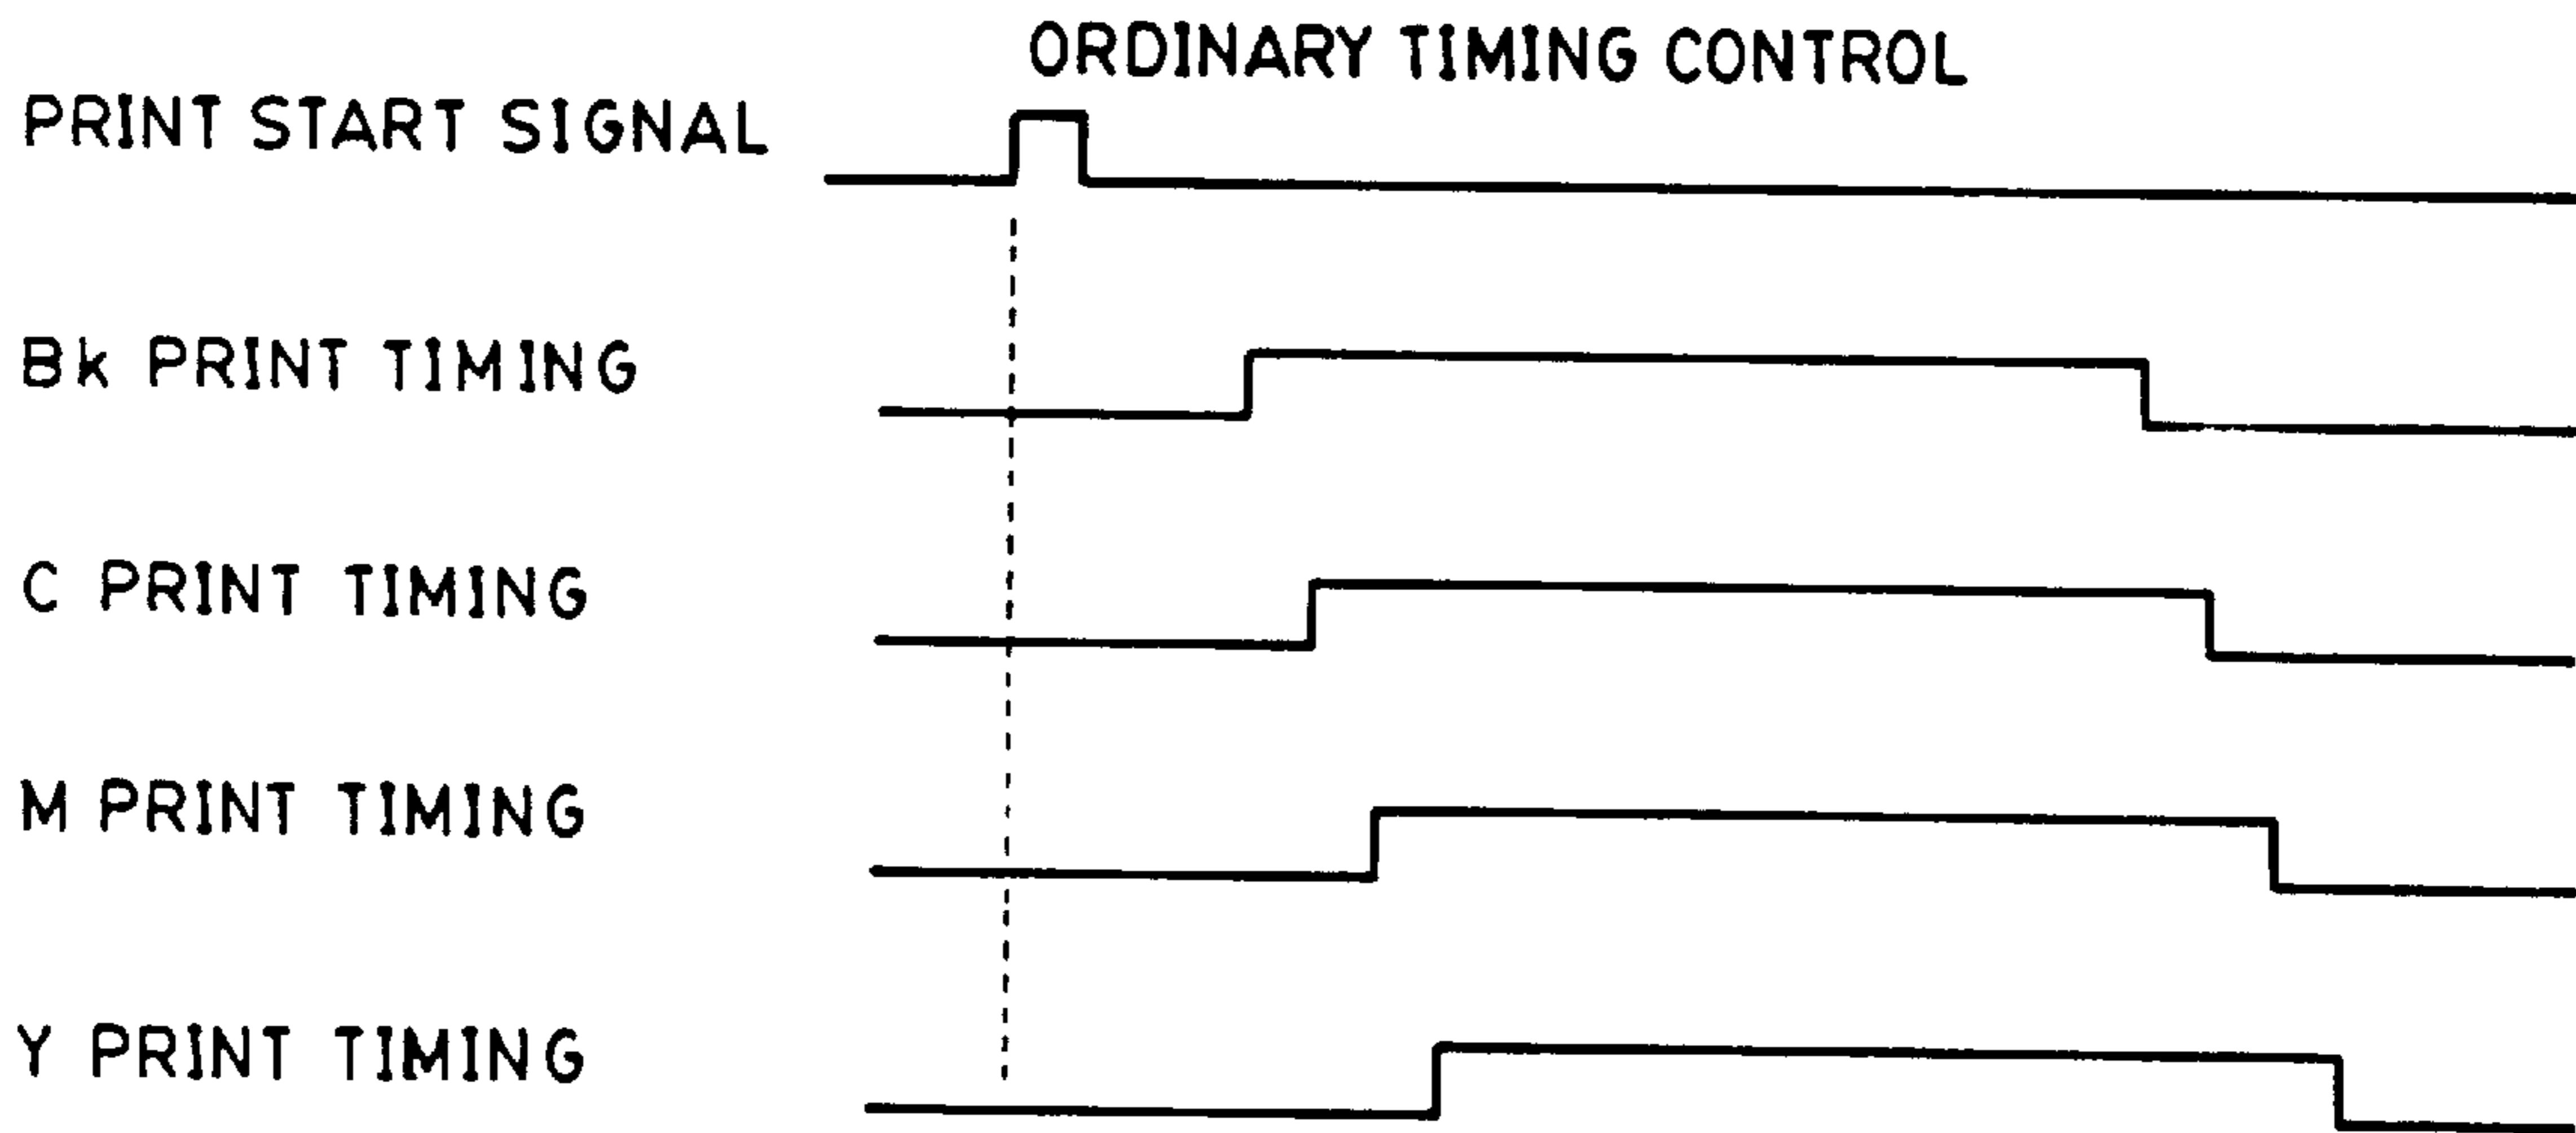 ORDINARY TIMING CONTROL
PRINT START SIGNAL
Bk PRINT TIMING
C PRINT TIMING
M PRINT TIMING
Y PRINT TIMING